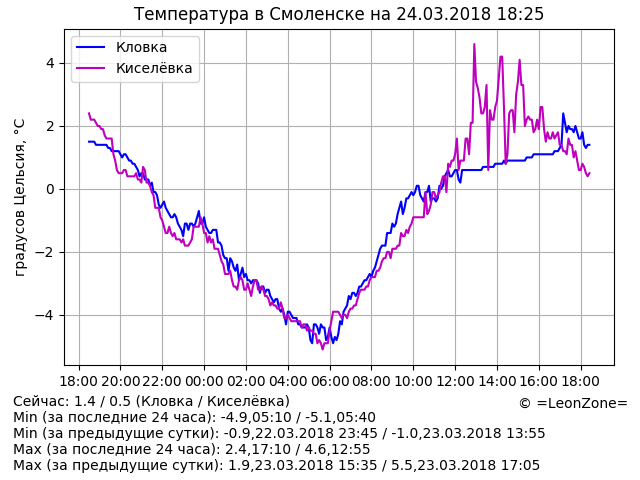 Температура в Смоленске на 24.03.2018 18:25
Кловка
Киселёвка
градусов Цельсия, °C
4
2
0
−2
−4
18:00 20:00 22:00 00:00 02:00 04:00 06:00 08:00 10:00 12:00 14:00 16:00 18:00
Сейчас: 1.4 / 0.5 (Кловка / Киселёвка)
© =LeonZone=
Min (за последние 24 часа): -4.9,05:10 / -5.1,05:40
Min (за предыдущие сутки): -0.9,22.03.2018 23:45 / -1.0,23.03.2018 13:55
Max (за последние 24 часа): 2.4,17:10 / 4.6,12:55
Max (за предыдущие сутки): 1.9,23.03.2018 15:35 / 5.5,23.03.2018 17:05